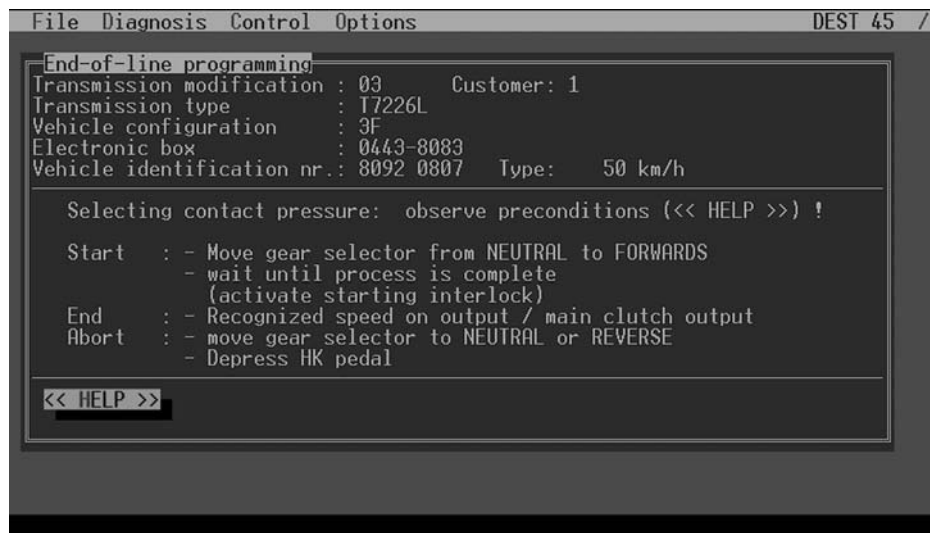 File Diagnosis Control Options DEST 45 /
End-of-line programming
Transmission modification : 03 Customer: 1
Transmission type : T7226L
Vehicle configuration : 3F
Electronic box : 0443-8083
Vehicle identification nr.: 8092 0807 Type: 50 km/h
Selecting contact pressure: observe preconditions (<< HELP >>) !
Start : - Move gear selector from NEUTRAL to FORWARDS
- wait until process is complete
(activate starting interlock)
End : - Recognized speed on output / main clutch output
Abort : - move gear selector to NEUTRAL or REVERSE
- Depress HK pedal
<< HELP >>